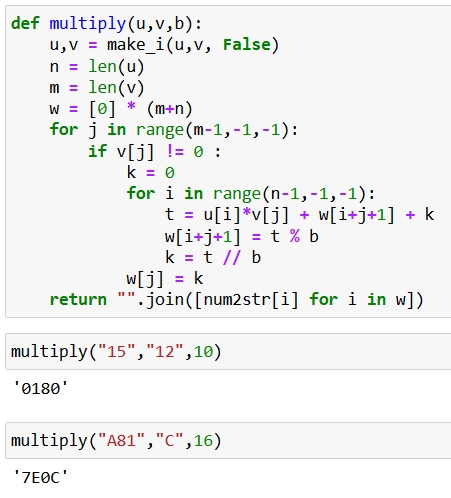 def multiply(u,v,b):
    u,v = make_i(u,v, False)
    n = len(u)
    m = len(v)
    w = [0] * (m+n)
    for j in range(m-1,-1,-1):
        if v[j] != 0 :
            k = 0
            for i in range(n-1,-1,-1):
                t = u[i]*v[j] + w[i+j+1] + k
                w[i+j+1] = t % b
                k = t // b
            w[j] = k
    return "".join([num2str[i] for i in w])
multiply("15","12",10)
'0180'
multiply("A81","C",16)
'7E0C'